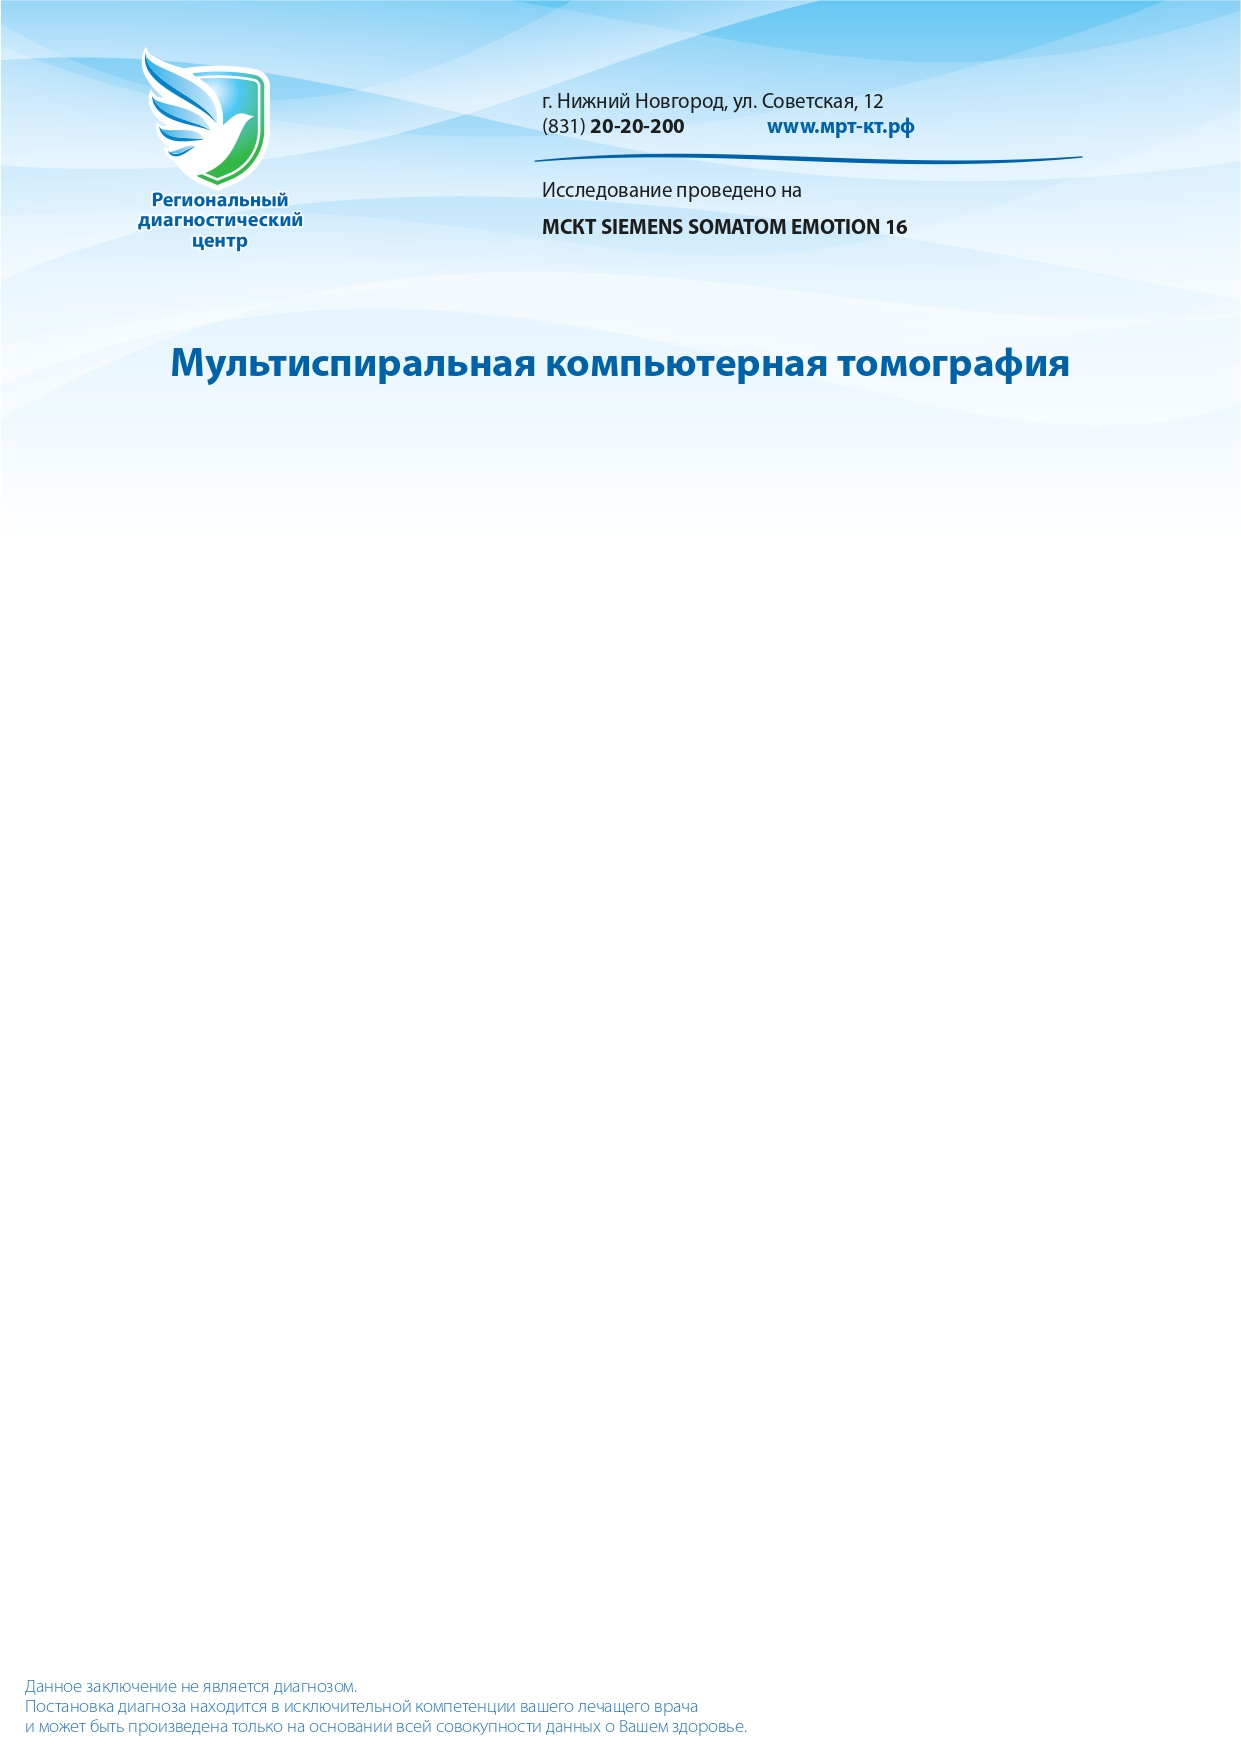 Региональный
диагностический
центр
г. Нижний Новгород, ул. Советская, 12
(831) 20-20-200 www.мрт-кт.рф
Исследование проведено на
МСКТ SIEMENS SOMATOM EMOTION 16
Мультиспиральная компьютерная томография
Данное заключение не является диагнозом.
Постановка диагноза находится в исключительной компетенции вашего лечащего врача
и может быть произведена только на основании всей совокупности данных о Вашем здоровье.